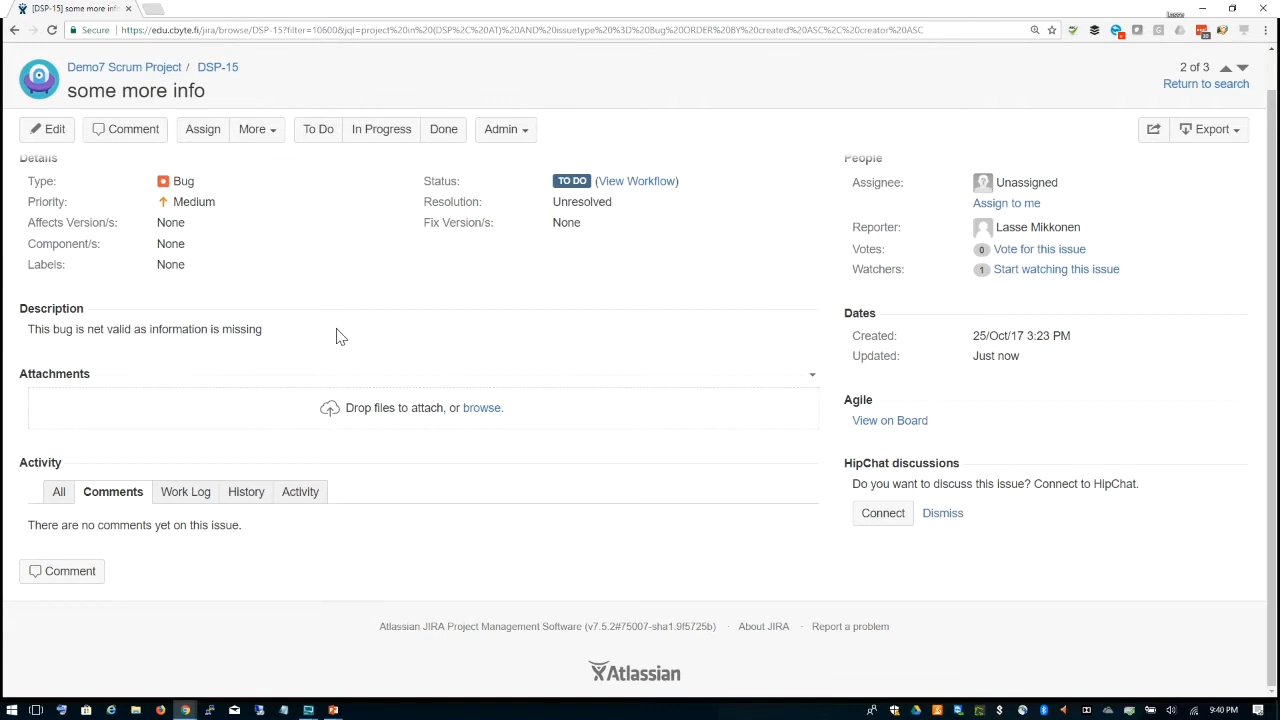 [DSP-15] some more info
Secure https://edu.cbyte.fi/jira/browse/DSP-15?filter=10600&jql=project%20in%20(DSP%2C%20AT)%20AND%20issuetype%20%3D%20Bug%20ORDER%20BY%20created%20ASC%2C%20creator%20ASC
Demo7 Scrum Project / DSP-15
2 of 3
some more info
Return to search
Edit Comment Assign More To Do In Progress Done Admin Export
Details
People
Type: Bug Status: TO DO (View Workflow)
Assignee: Unassigned
Priority: Medium Resolution: Unresolved
Assign to me
Affects Version/s: None Fix Version/s: None
Reporter: Lasse Mikkonen
Component/s: None
Votes: 0 Vote for this issue
Labels: None
Watchers: 1 Start watching this issue
Description
Dates
This bug is net valid as information is missing
Created: 25/Oct/17 3:23 PM
Updated: Just now
Attachments
Drop files to attach, or browse.
Agile
View on Board
Activity
HipChat discussions
All Comments Work Log History Activity
Do you want to discuss this issue? Connect to HipChat.
There are no comments yet on this issue.
Connect Dismiss
Comment
Atlassian JIRA Project Management Software (v7.5.2#75007-sha1:9f5725b) · About JIRA · Report a problem
Atlassian
9:40 PM